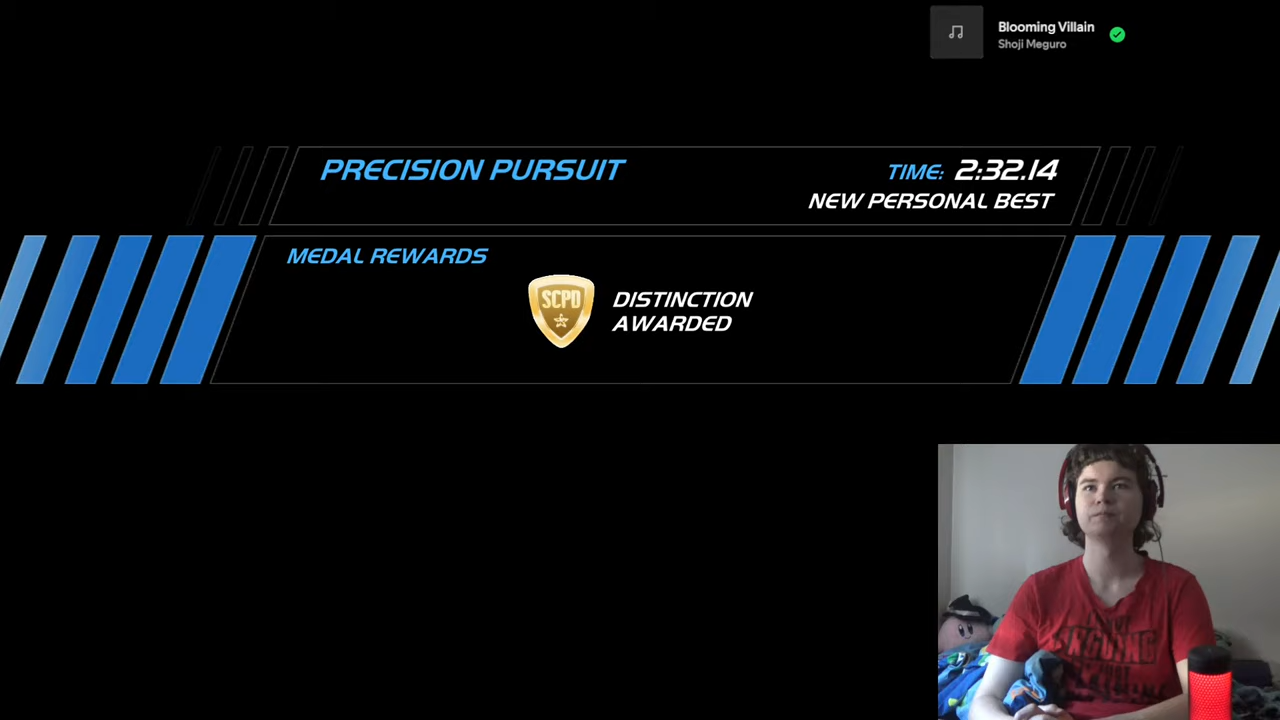 Blooming Villain
Shoji Meguro
PRECISION PURSUIT
TIME: 2:32.14
NEW PERSONAL BEST
MEDAL REWARDS
SCPD
DISTINCTION
AWARDED